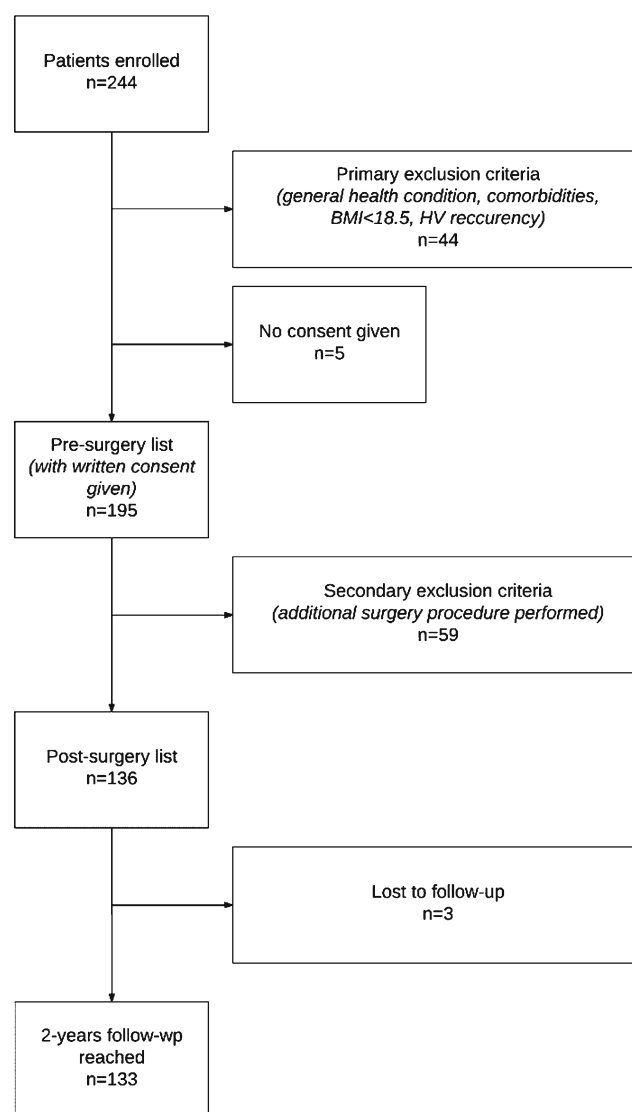 Patients enrolled
n=244
Primary exclusion criteria
(general health condition, comorbidities,
BMI<18.5, HV reccurency)
n=44
No consent given
n=5
Pre-surgery list
(with written consent
given)
n=195
Secondary exclusion criteria
(additional surgery procedure performed)
n=59
Post-surgery list
n=136
Lost to follow-up
n=3
2-years follow-wp
reached
n=133